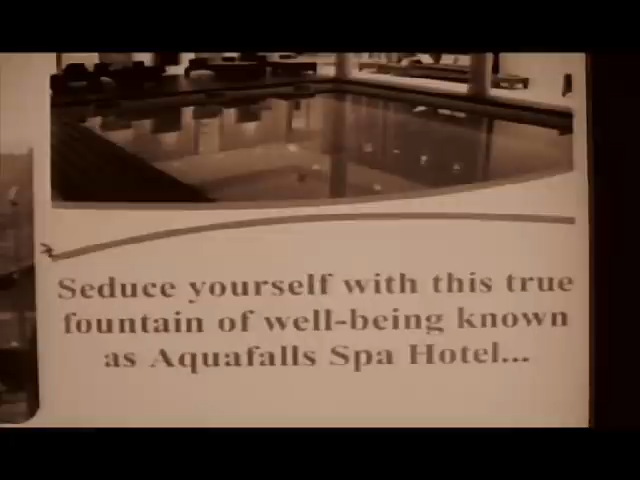 Seduce yourself with this true
fountain of well-being known
as Aquafalls Spa Hotel...